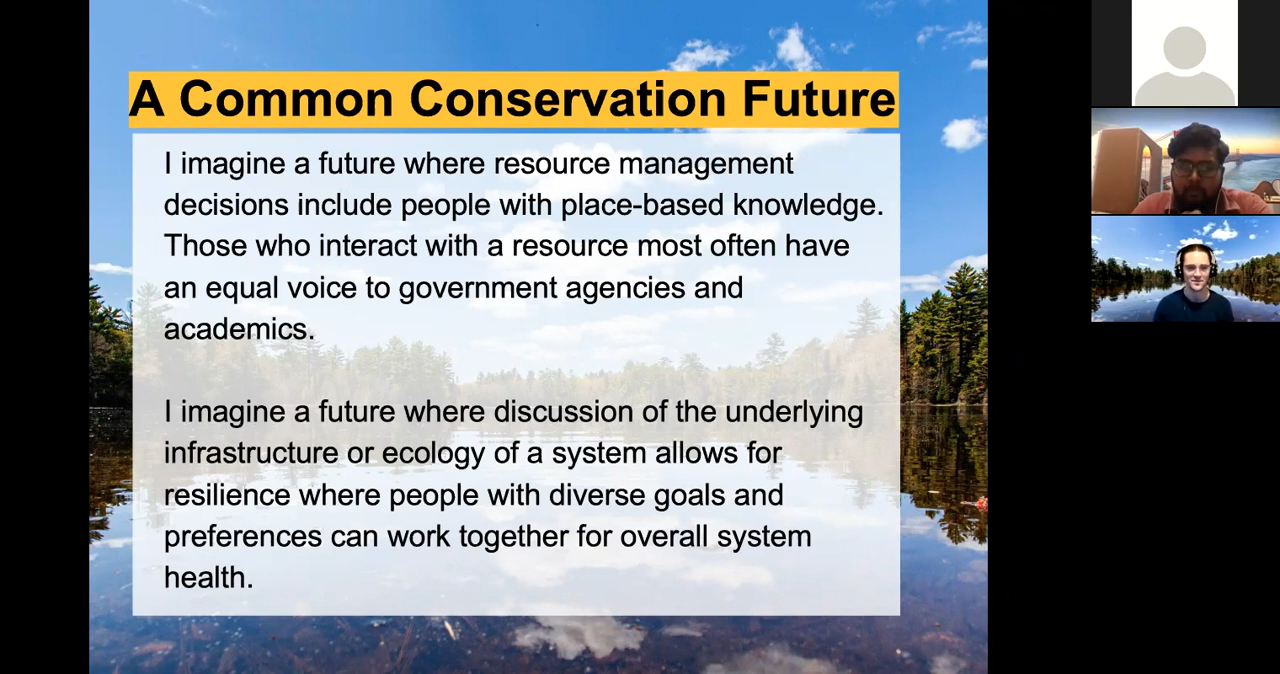 A Common Conservation Future
I imagine a future where resource management
decisions include people with place-based knowledge.
Those who interact with a resource most often have
an equal voice to government agencies and
academics.
I imagine a future where discussion of the underlying
infrastructure or ecology of a system allows for
resilience where people with diverse goals and
preferences can work together for overall system
health.